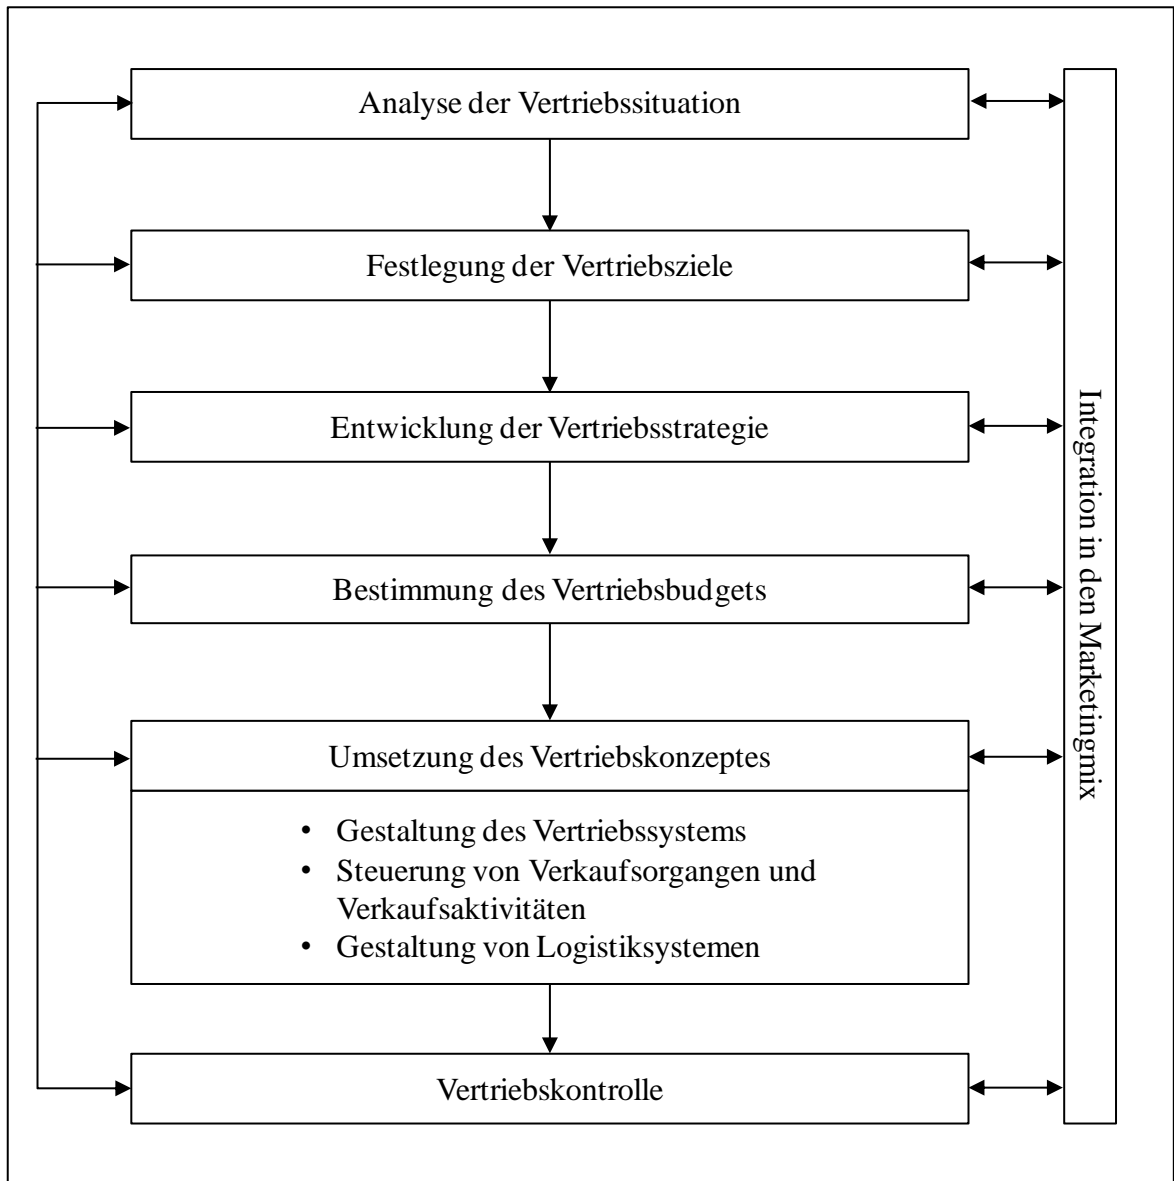 Analyse der Vertriebssituation
Festlegung der Vertriebsziele
Entwicklung der Vertriebsstrategie
Bestimmung des Vertriebsbudgets
Umsetzung des Vertriebskonzeptes
• Gestaltung des Vertriebssystems
• Steuerung von Verkaufsorgangen und
Verkaufsaktivitäten
• Gestaltung von Logistiksystemen
Vertriebskontrolle
Integration in den Marketingmix